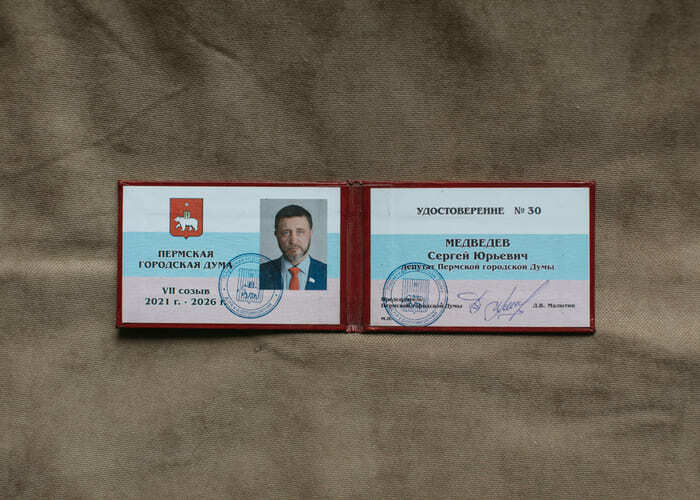 ПЕРМСКАЯ
ГОРОДСКАЯ ДУМА
VII созыв
2021 г. - 2026 г.
УДОСТОВЕРЕНИЕ № 30
МЕДВЕДЕВ
Сергей Юрьевич
Депутат Пермской городской Думы
Председатель
Пермской городской Думы
Д.В. Малютин
М.П.